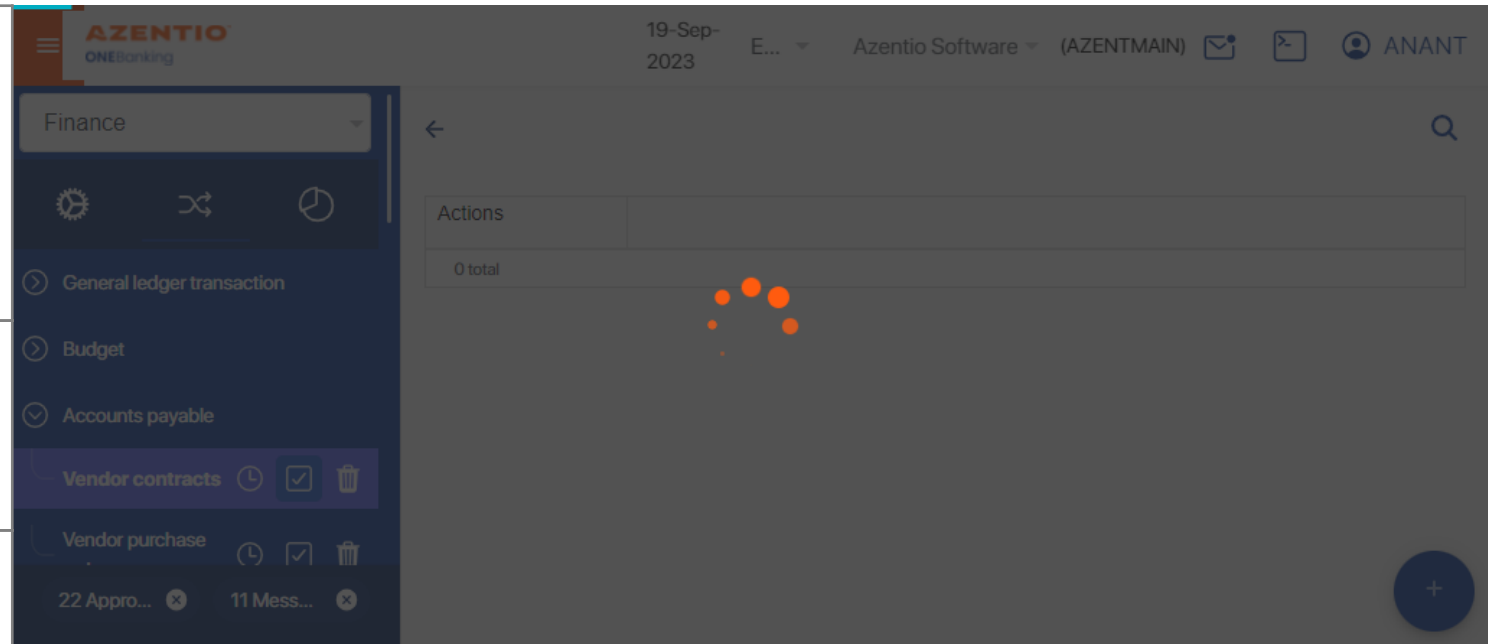 AZENTIO
ONEBanking
19-Sep-
2023
E...
Azentio Software
(AZENTMAIN)
ANANT
Finance
Actions
0 total
General ledger transaction
Budget
Accounts payable
Vendor contracts
Vendor purchase
22 Appro...
11 Mess...